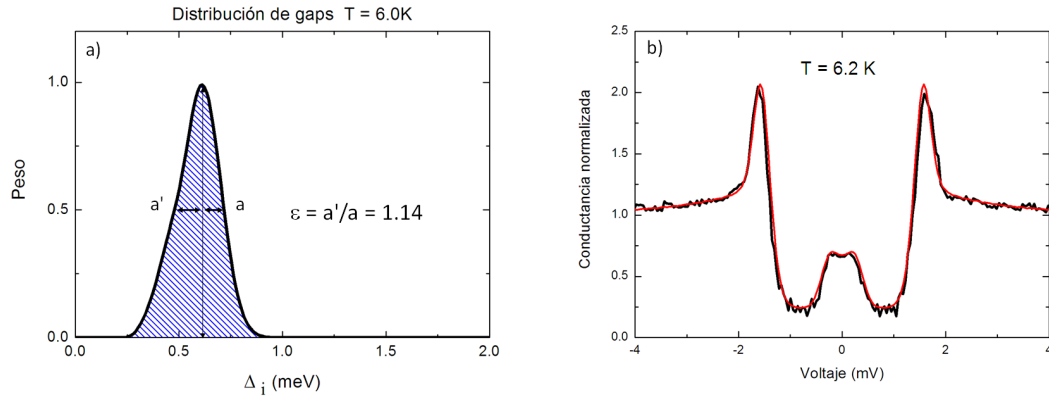 Distribución de gaps T = 6.0K
a)
Peso
1.0
0.5
0.0
a'
a
ε = a'/a = 1.14
0.0 0.5 1.0 1.5 2.0
Δ i (meV)
b)
T = 6.2 K
Conductancia normalizada
2.5
2.0
1.5
1.0
0.5
0.0
-4 -2 0 2 4
Voltaje (mV)